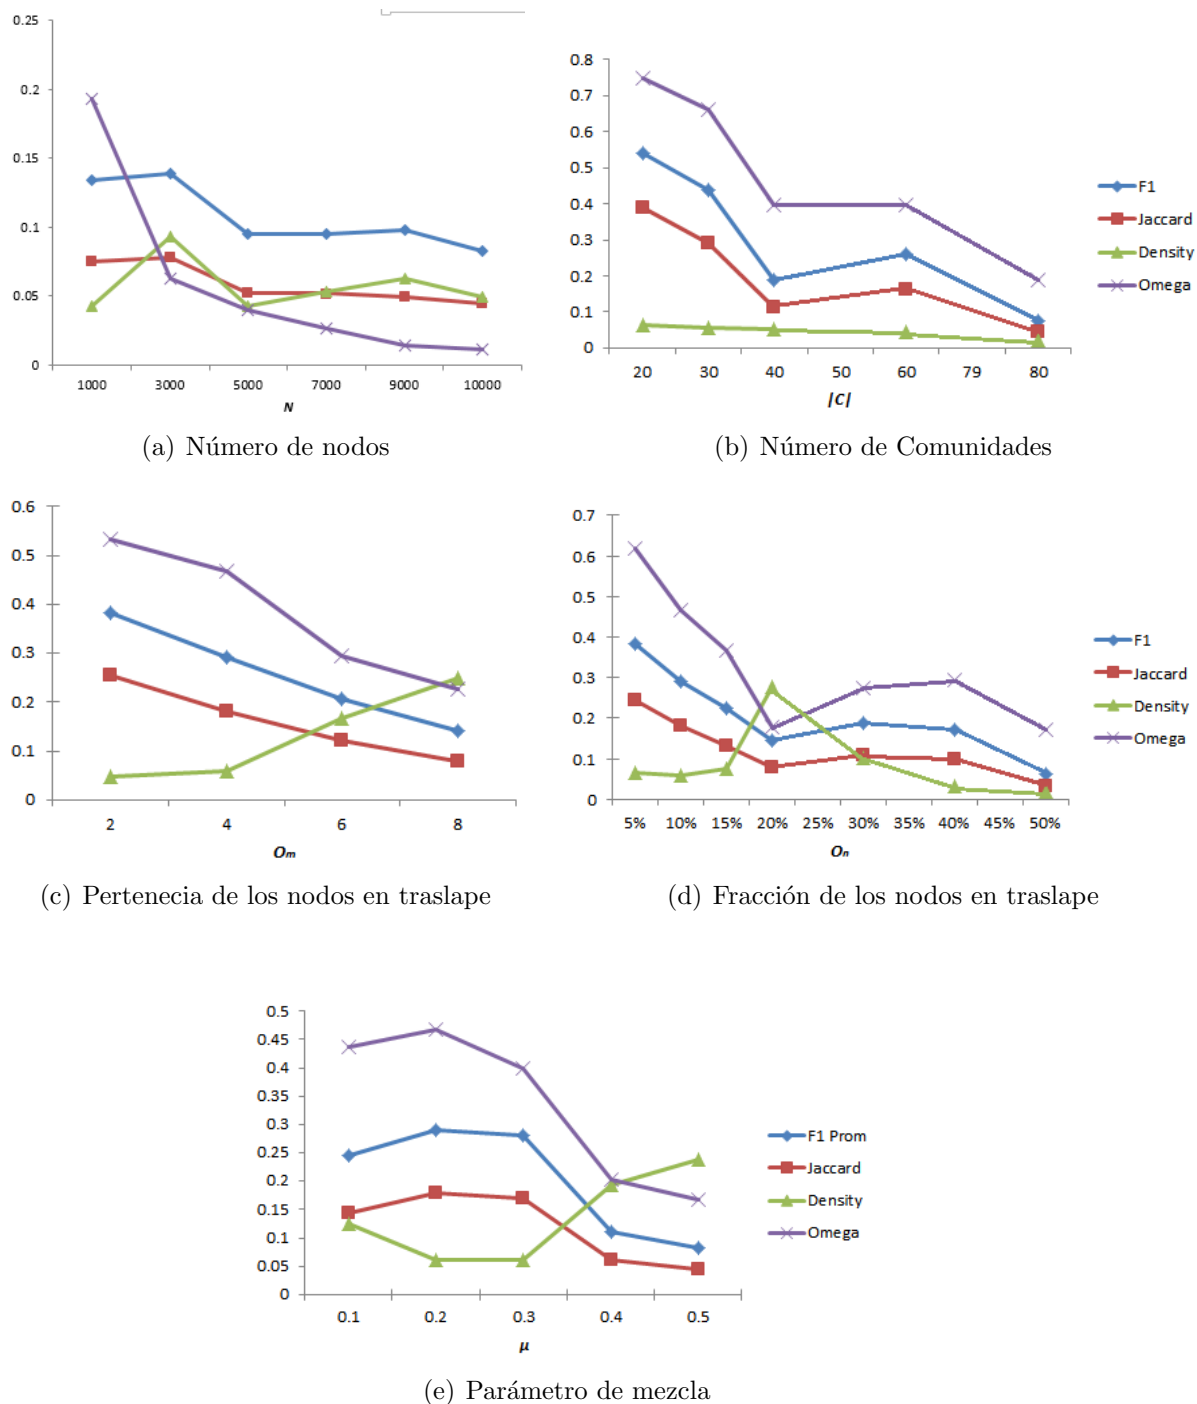 0.25
0.2
0.15
0.1
0.05
0
1000 3000 5000 7000 9000 10000
N
(a) Número de nodos
0.8
0.7
0.6
0.5
0.4
0.3
0.2
0.1
0
20 30 40 50 60 79 80
|C|
F1
Jaccard
Density
Omega
(b) Número de Comunidades
0.6
0.5
0.4
0.3
0.2
0.1
0
2 4 6 8
Om
(c) Pertenecia de los nodos en traslape
0.7
0.6
0.5
0.4
0.3
0.2
0.1
0
5% 10% 15% 20% 25% 30% 35% 40% 45% 50%
On
F1
Jaccard
Density
Omega
(d) Fracción de los nodos en traslape
0.5
0.45
0.4
0.35
0.3
0.25
0.2
0.15
0.1
0.05
0
0.1 0.2 0.3 0.4 0.5
μ
F1 Prom
Jaccard
Density
Omega
(e) Parámetro de mezcla